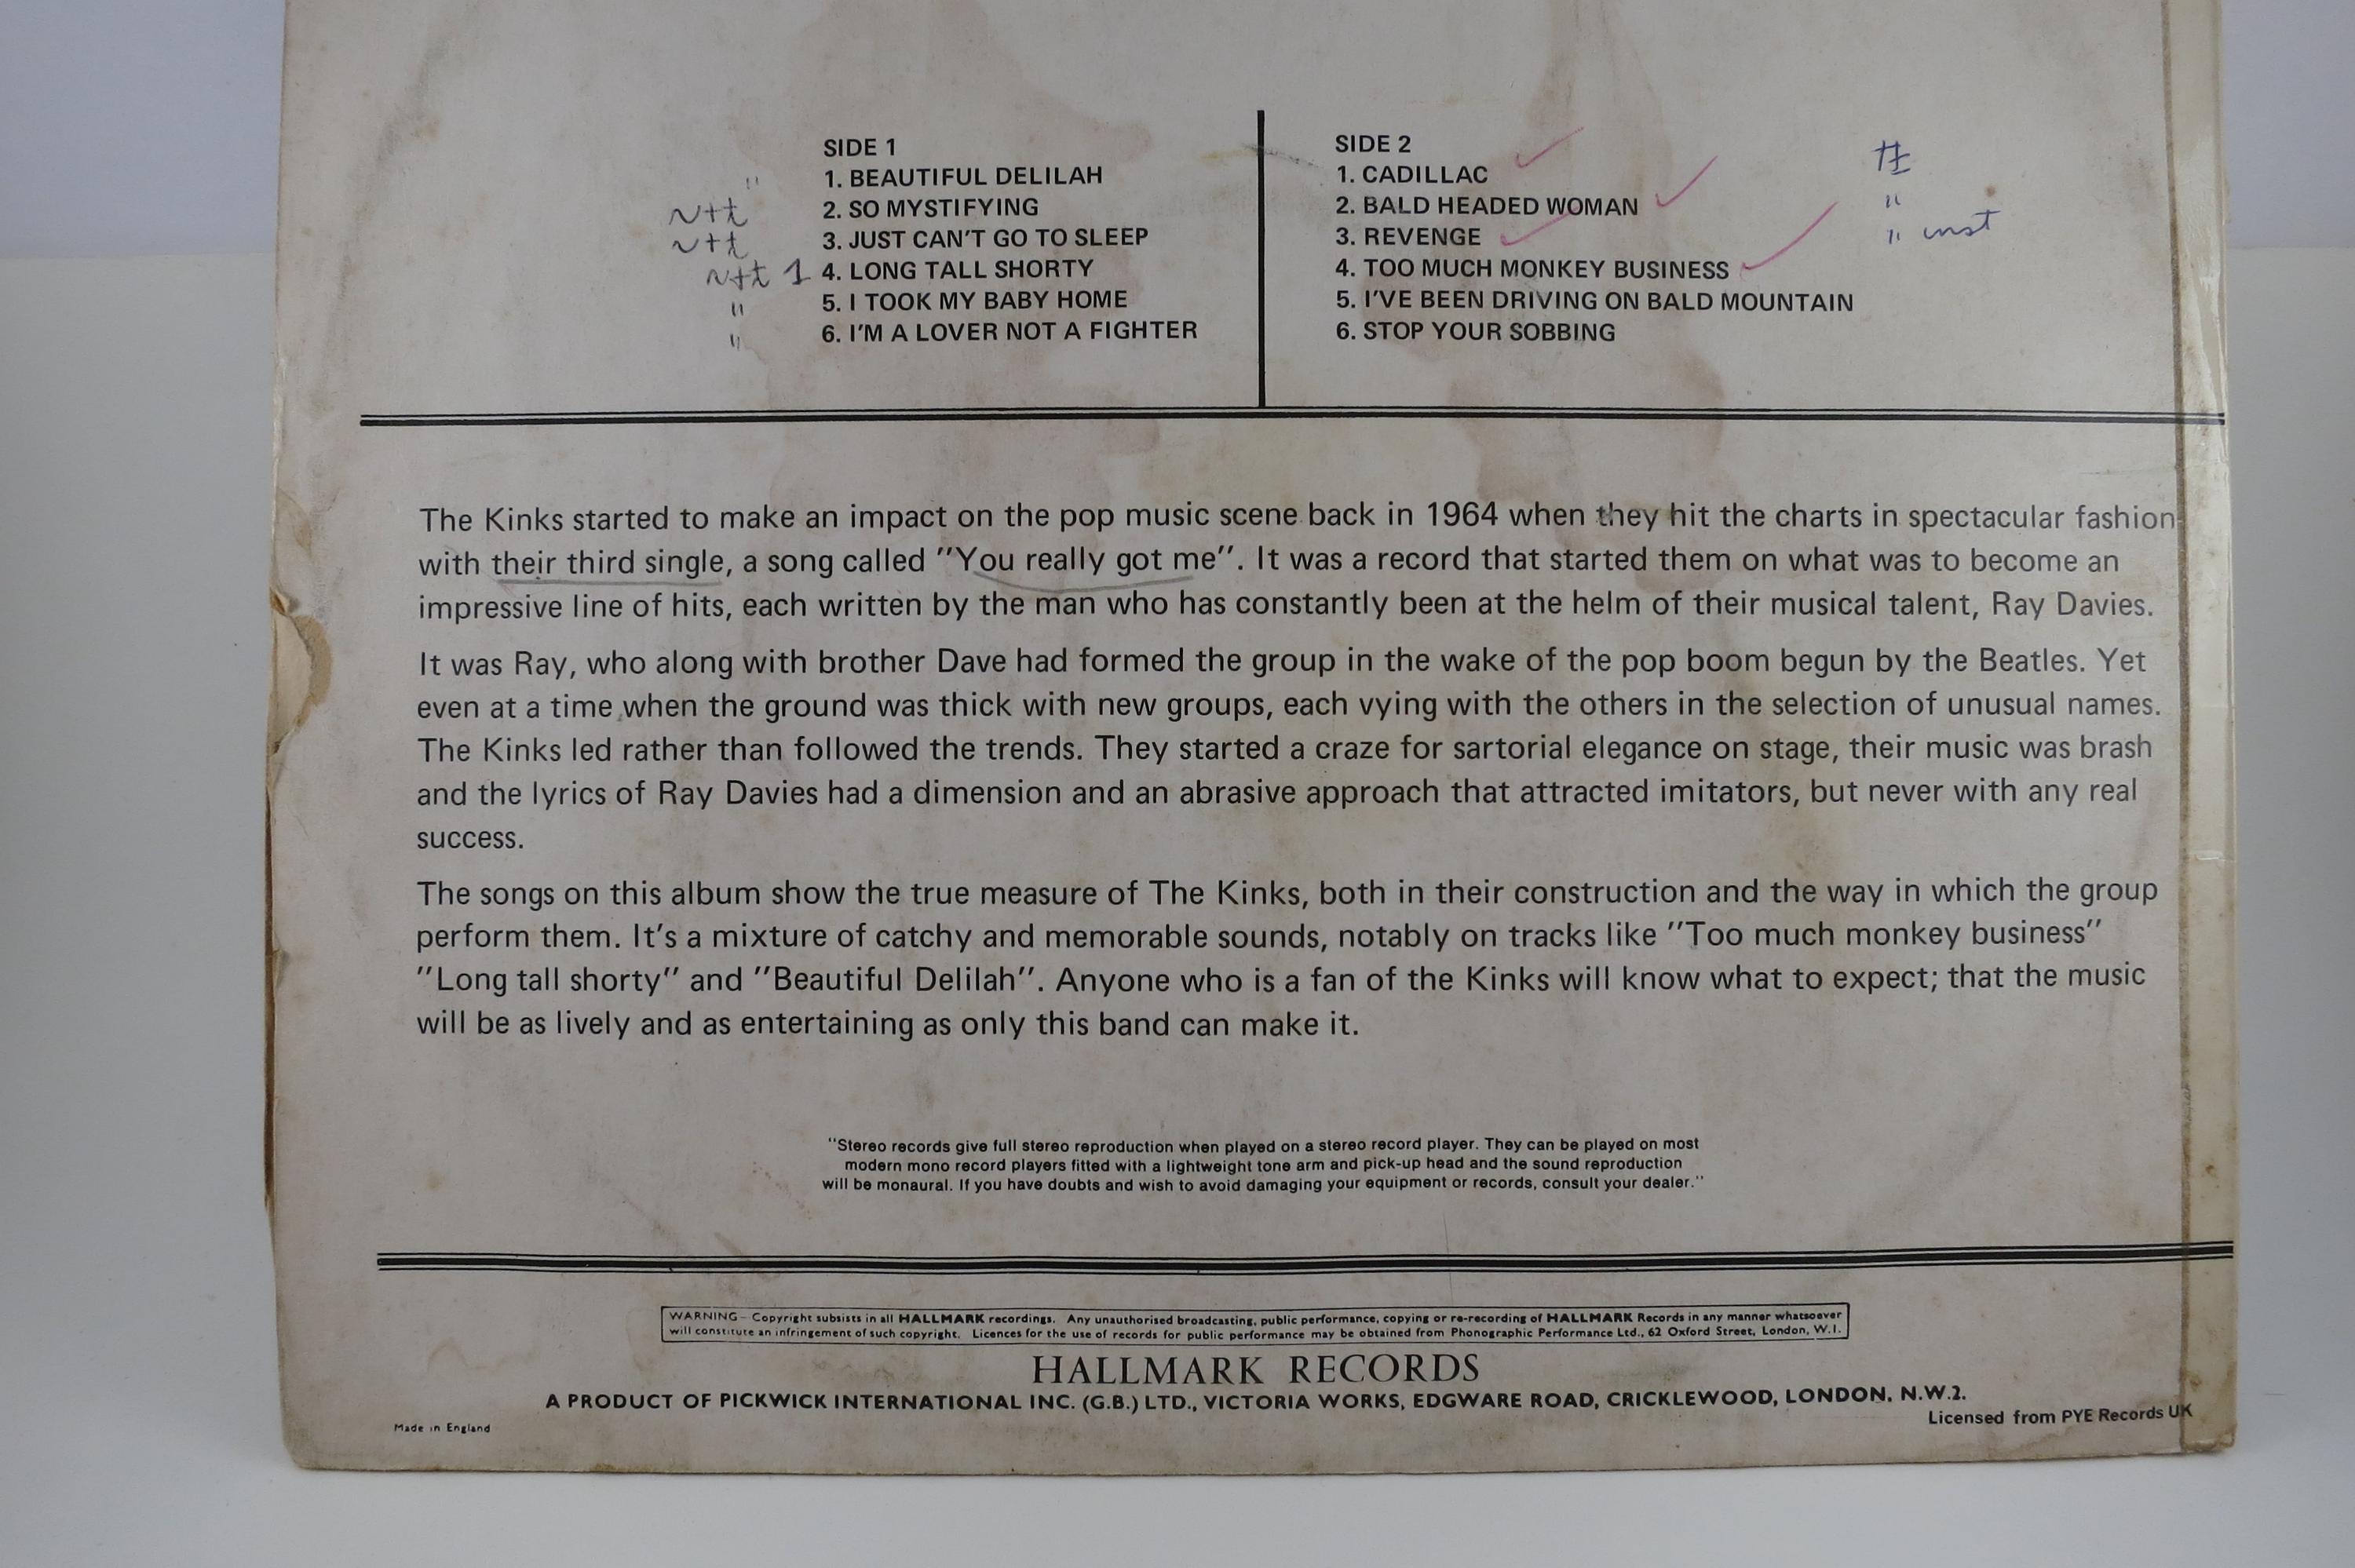 SIDE 1
1. BEAUTIFUL DELILAH
2. SO MYSTIFYING
3. JUST CAN'T GO TO SLEEP
1 4. LONG TALL SHORTY
" 5. I TOOK MY BABY HOME
" 6. I'M A LOVER NOT A FIGHTER
SIDE 2
1. CADILLAC
2. BALD HEADED WOMAN "
3. REVENGE " inst
4. TOO MUCH MONKEY BUSINESS
5. I'VE BEEN DRIVING ON BALD MOUNTAIN
6. STOP YOUR SOBBING
The Kinks started to make an impact on the pop music scene back in 1964 when they hit the charts in spectacular fashion
with their third single, a song called "You really got me". It was a record that started them on what was to become an
impressive line of hits, each written by the man who has constantly been at the helm of their musical talent, Ray Davies.
It was Ray, who along with brother Dave had formed the group in the wake of the pop boom begun by the Beatles. Yet
even at a time when the ground was thick with new groups, each vying with the others in the selection of unusual names.
The Kinks led rather than followed the trends. They started a craze for sartorial elegance on stage, their music was brash
and the lyrics of Ray Davies had a dimension and an abrasive approach that attracted imitators, but never with any real
success.
The songs on this album show the true measure of The Kinks, both in their construction and the way in which the group
perform them. It's a mixture of catchy and memorable sounds, notably on tracks like "Too much monkey business"
"Long tall shorty" and "Beautiful Delilah". Anyone who is a fan of the Kinks will know what to expect; that the music
will be as lively and as entertaining as only this band can make it.
"Stereo records give full stereo reproduction when played on a stereo record player. They can be played on most
modern mono record players fitted with a lightweight tone arm and pick-up head and the sound reproduction
will be monaural. If you have doubts and wish to avoid damaging your equipment or records, consult your dealer."
WARNING – Copyright subsists in all HALLMARK recordings. Any unauthorised broadcasting, public performance, copying or re-recording of HALLMARK Records in any manner whatsoever
will constitute an infringement of such copyright. Licences for the use of records for public performance may be obtained from Phonographic Performance Ltd., 62 Oxford Street, London, W.1.
HALLMARK RECORDS
A PRODUCT OF PICKWICK INTERNATIONAL INC. (G.B.) LTD., VICTORIA WORKS, EDGWARE ROAD, CRICKLEWOOD, LONDON, N.W.2.
Licensed from PYE Records UK
Made in England